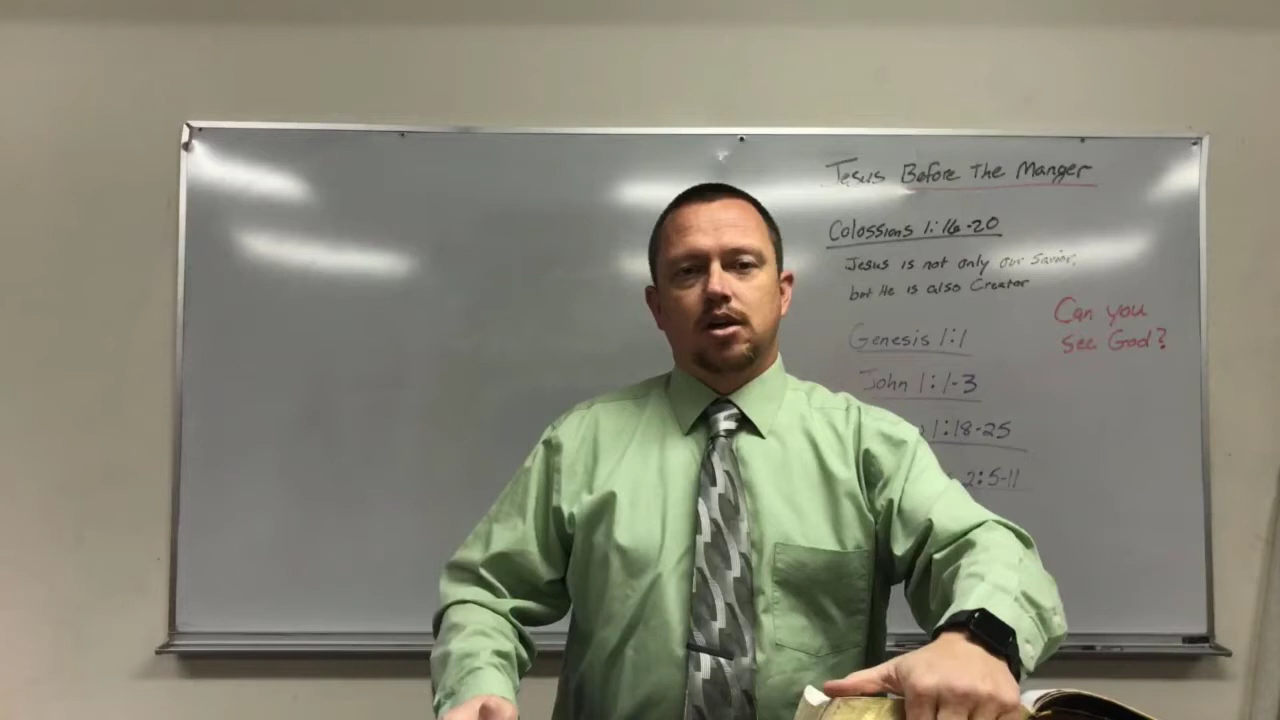 Jesus Before The Manger
Colossians 1:16-20
Jesus is not only our Savior,
but He is also Creator
Can you
see God?
Genesis 1:1
John 1:1-3
1:18-25
2:5-11